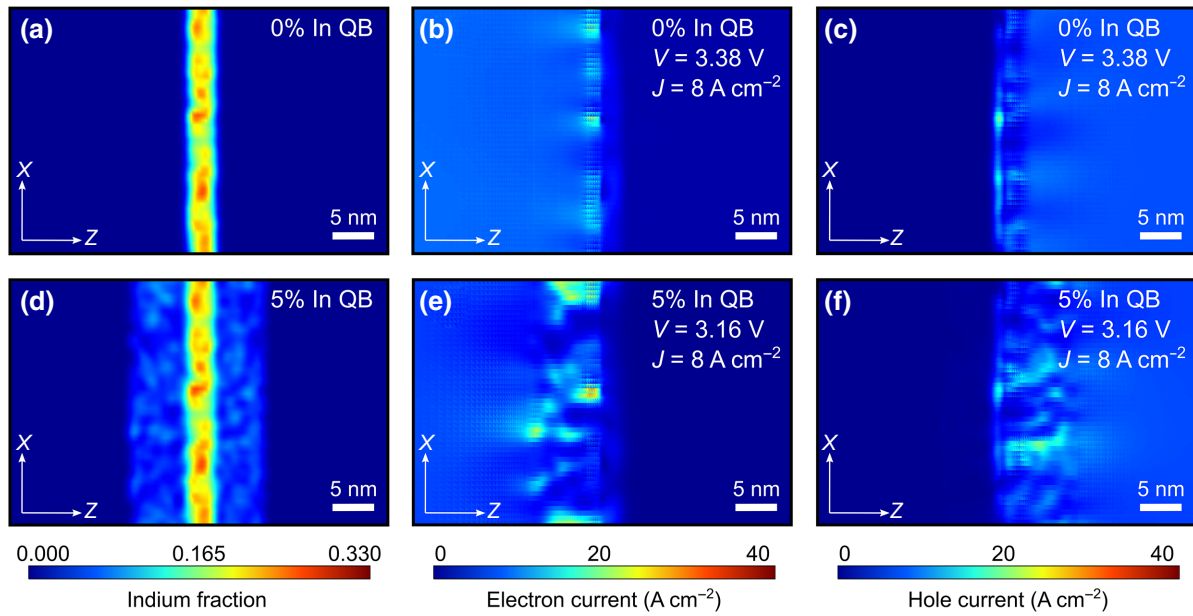 (a)
0% In QB
X
Z
5 nm
(b)
0% In QB
V = 3.38 V
J = 8 A cm⁻²
X
Z
5 nm
(c)
0% In QB
V = 3.38 V
J = 8 A cm⁻²
X
Z
5 nm
(d)
5% In QB
X
Z
5 nm
(e)
5% In QB
V = 3.16 V
J = 8 A cm⁻²
X
Z
5 nm
(f)
5% In QB
V = 3.16 V
J = 8 A cm⁻²
X
Z
5 nm
0.000 0.165 0.330
Indium fraction
0 20 40
Electron current (A cm⁻²)
0 20 40
Hole current (A cm⁻²)